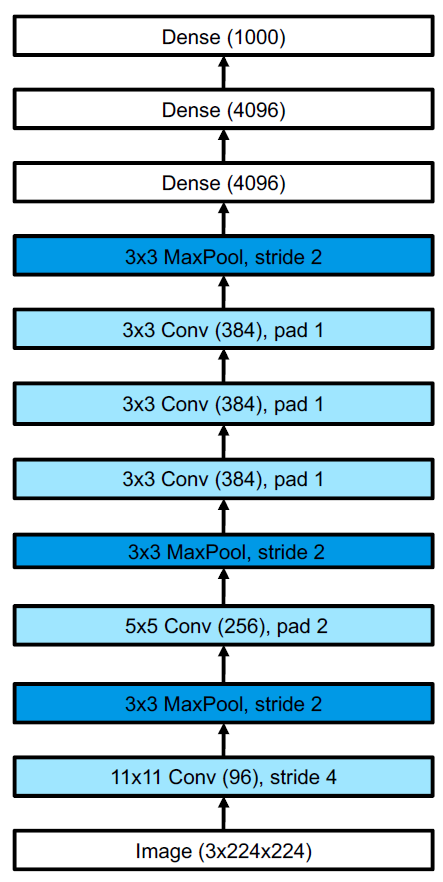 Dense (1000)
Dense (4096)
Dense (4096)
3x3 MaxPool, stride 2
3x3 Conv (384), pad 1
3x3 Conv (384), pad 1
3x3 Conv (384), pad 1
3x3 MaxPool, stride 2
5x5 Conv (256), pad 2
3x3 MaxPool, stride 2
11x11 Conv (96), stride 4
Image (3x224x224)